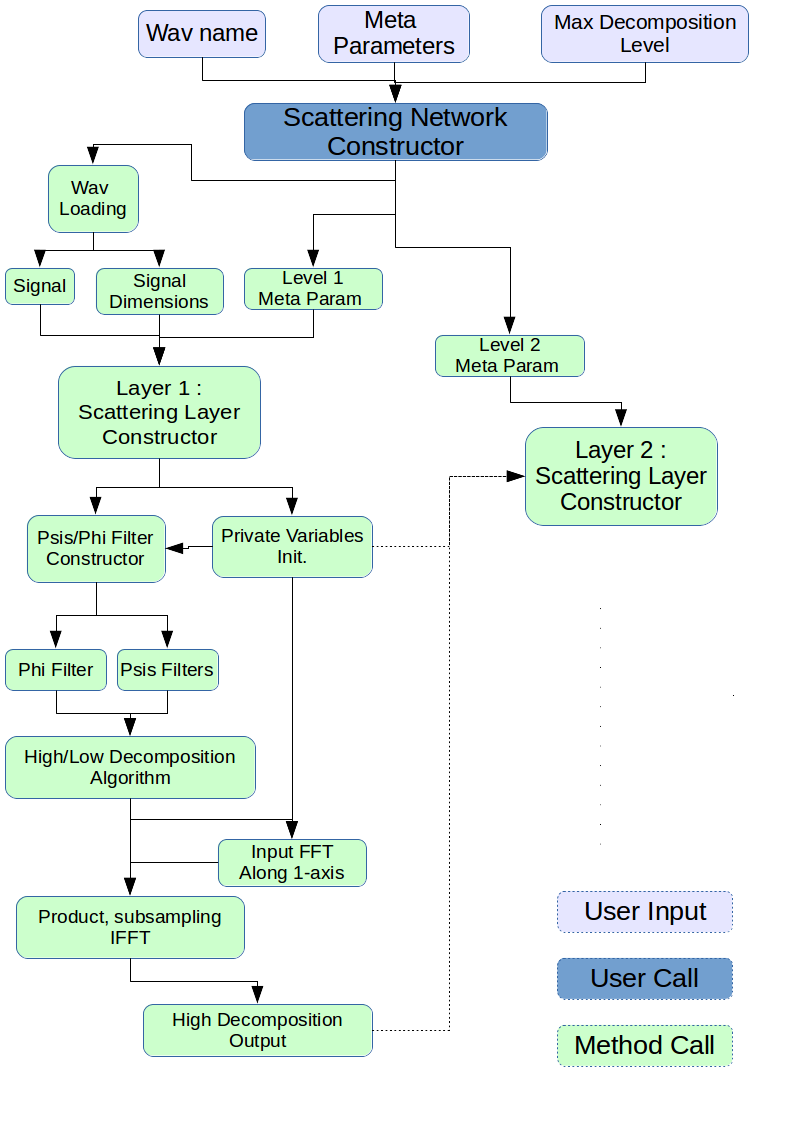 Wav name
Meta
Parameters
Max Decomposition
Level
Scattering Network
Constructor
Wav
Loading
Signal
Signal
Dimensions
Level 1
Meta Param
Level 2
Meta Param
Layer 1 :
Scattering Layer
Constructor
Layer 2 :
Scattering Layer
Constructor
Psis/Phi Filter
Constructor
Private Variables
Init.
Phi Filter
Psis Filters
High/Low Decomposition
Algorithm
Input FFT
Along 1-axis
Product, subsampling
IFFT
High Decomposition
Output
User Input
User Call
Method Call